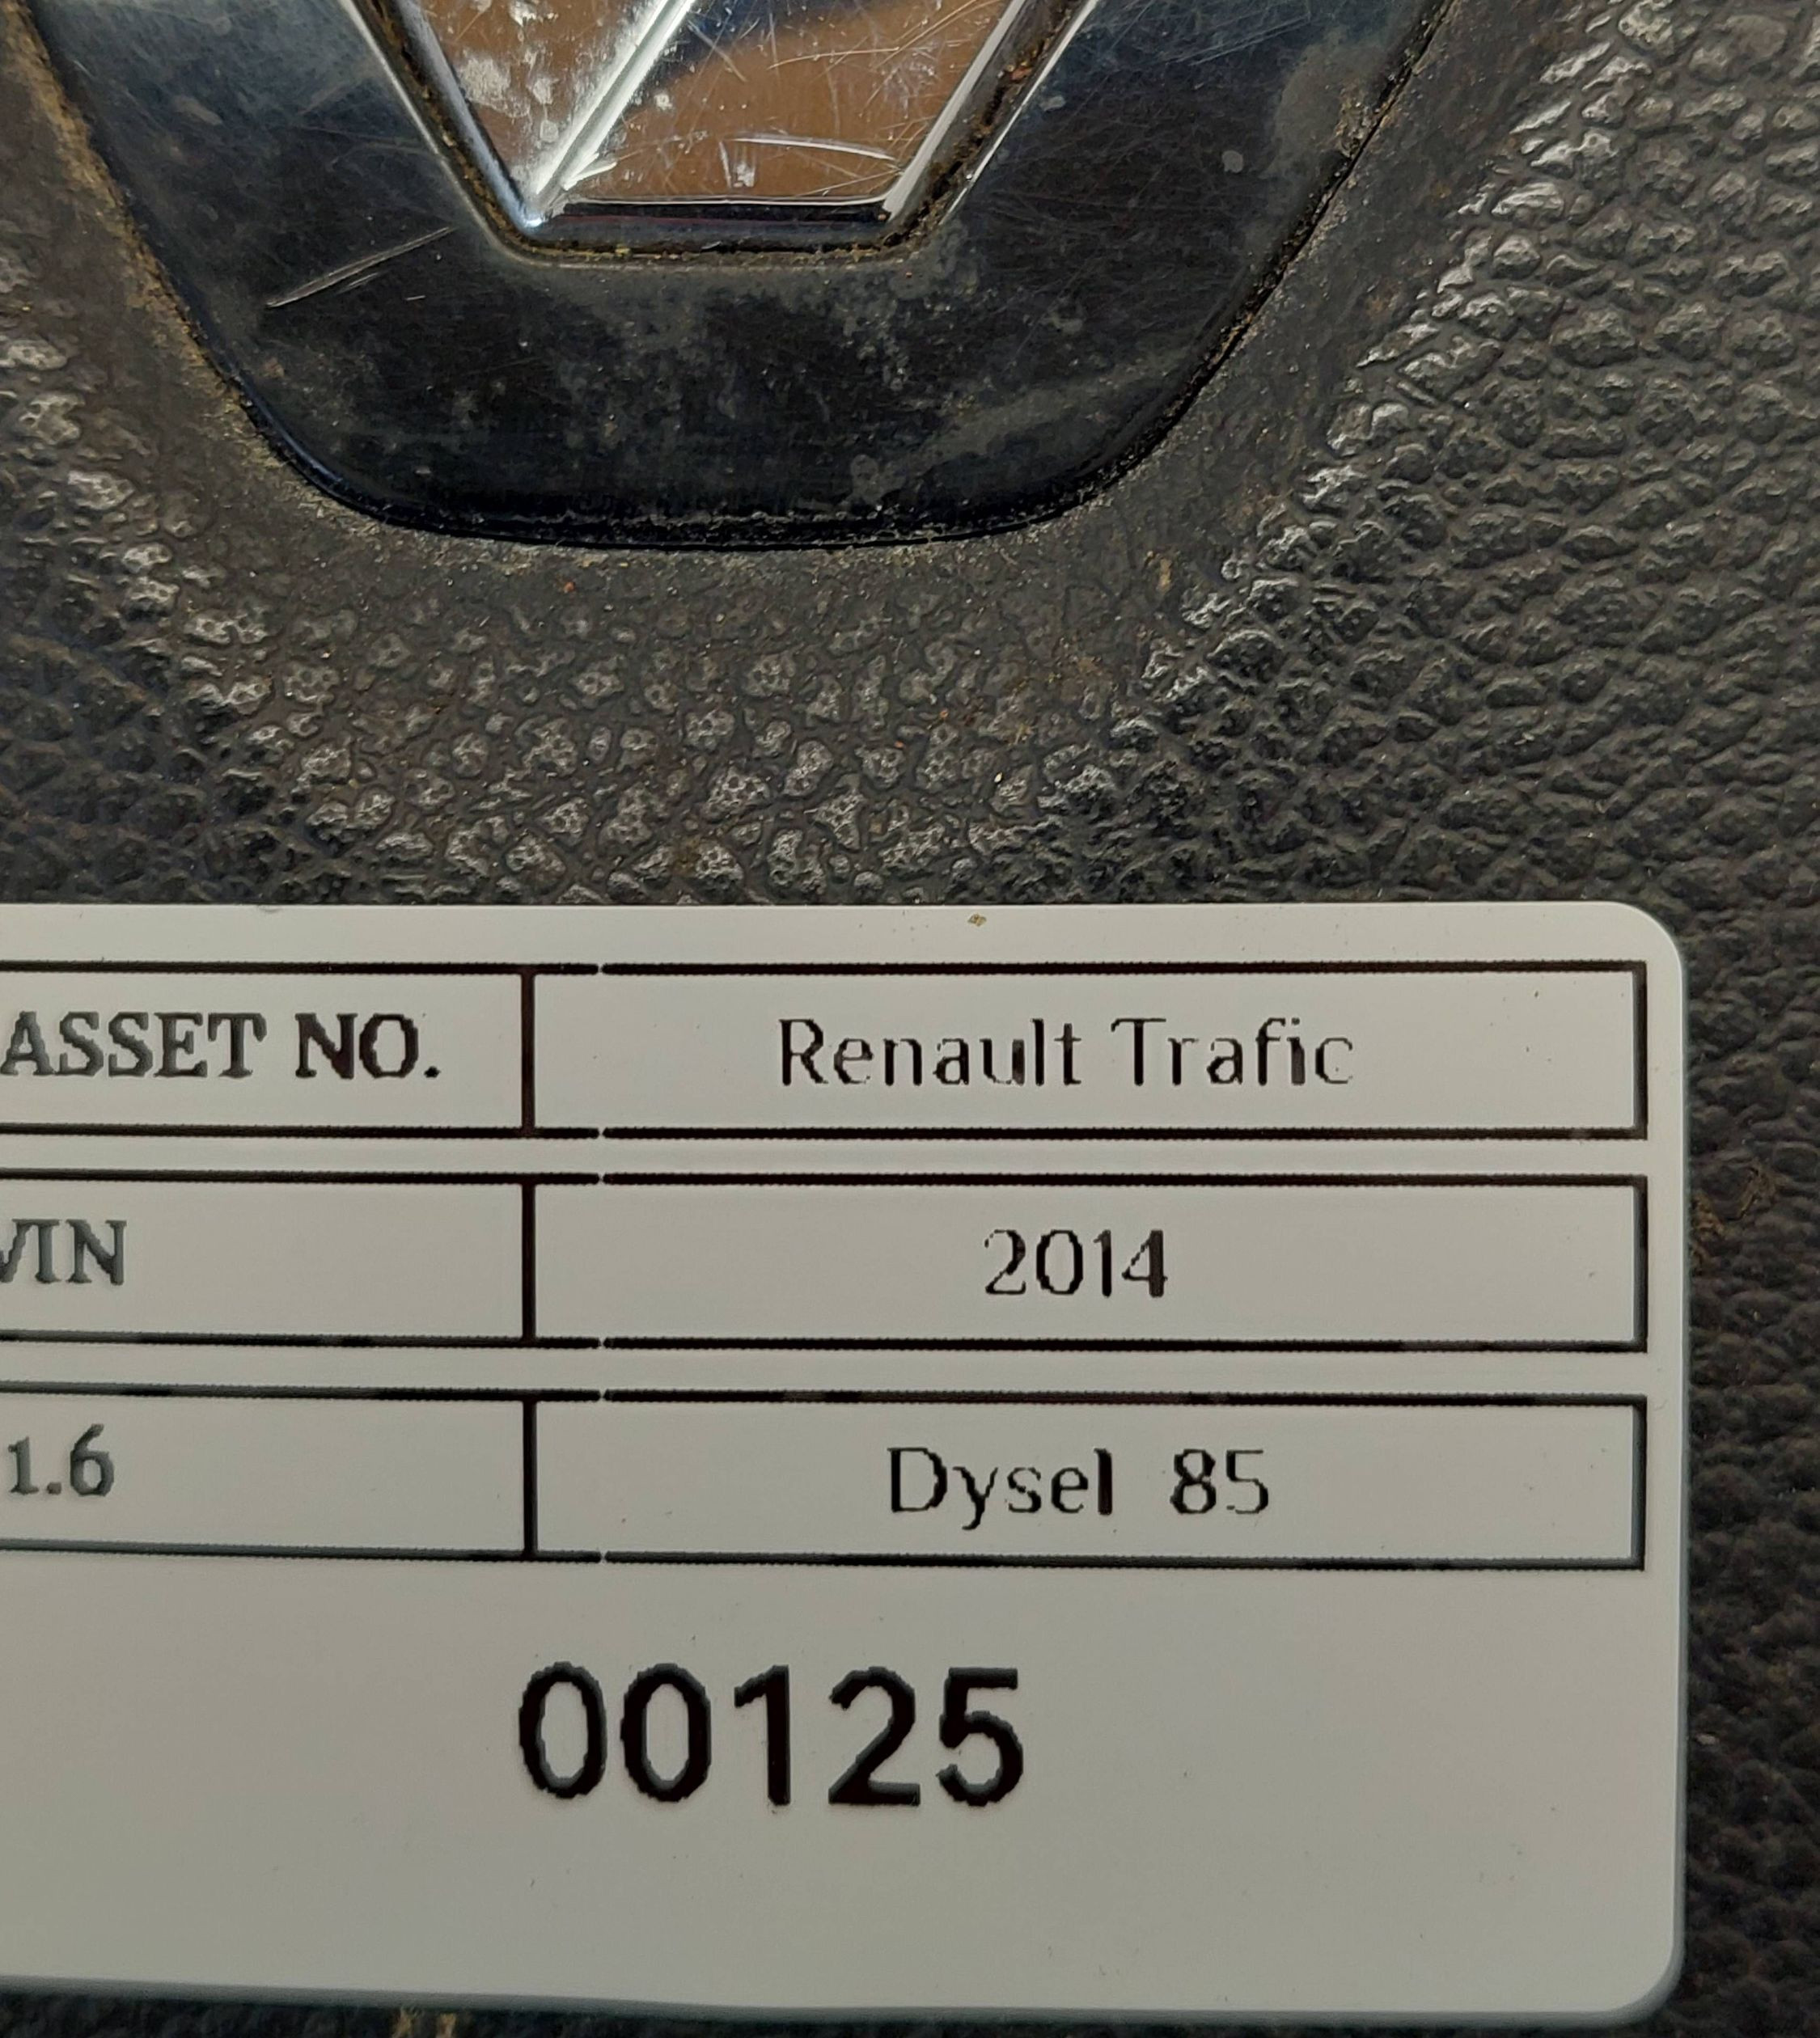 ASSET NO. Renault Trafic
VIN 2014
1.6 Dysel 85
00125